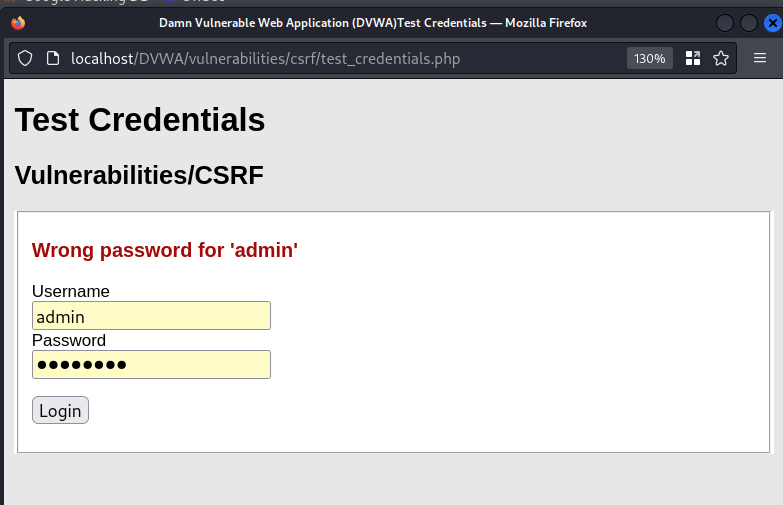 Damn Vulnerable Web Application (DVWA)Test Credentials — Mozilla Firefox
localhost/DVWA/vulnerabilities/csrf/test_credentials.php 130%
Test Credentials
Vulnerabilities/CSRF
Wrong password for 'admin'
Username
admin
Password
●●●●●●●●
Login